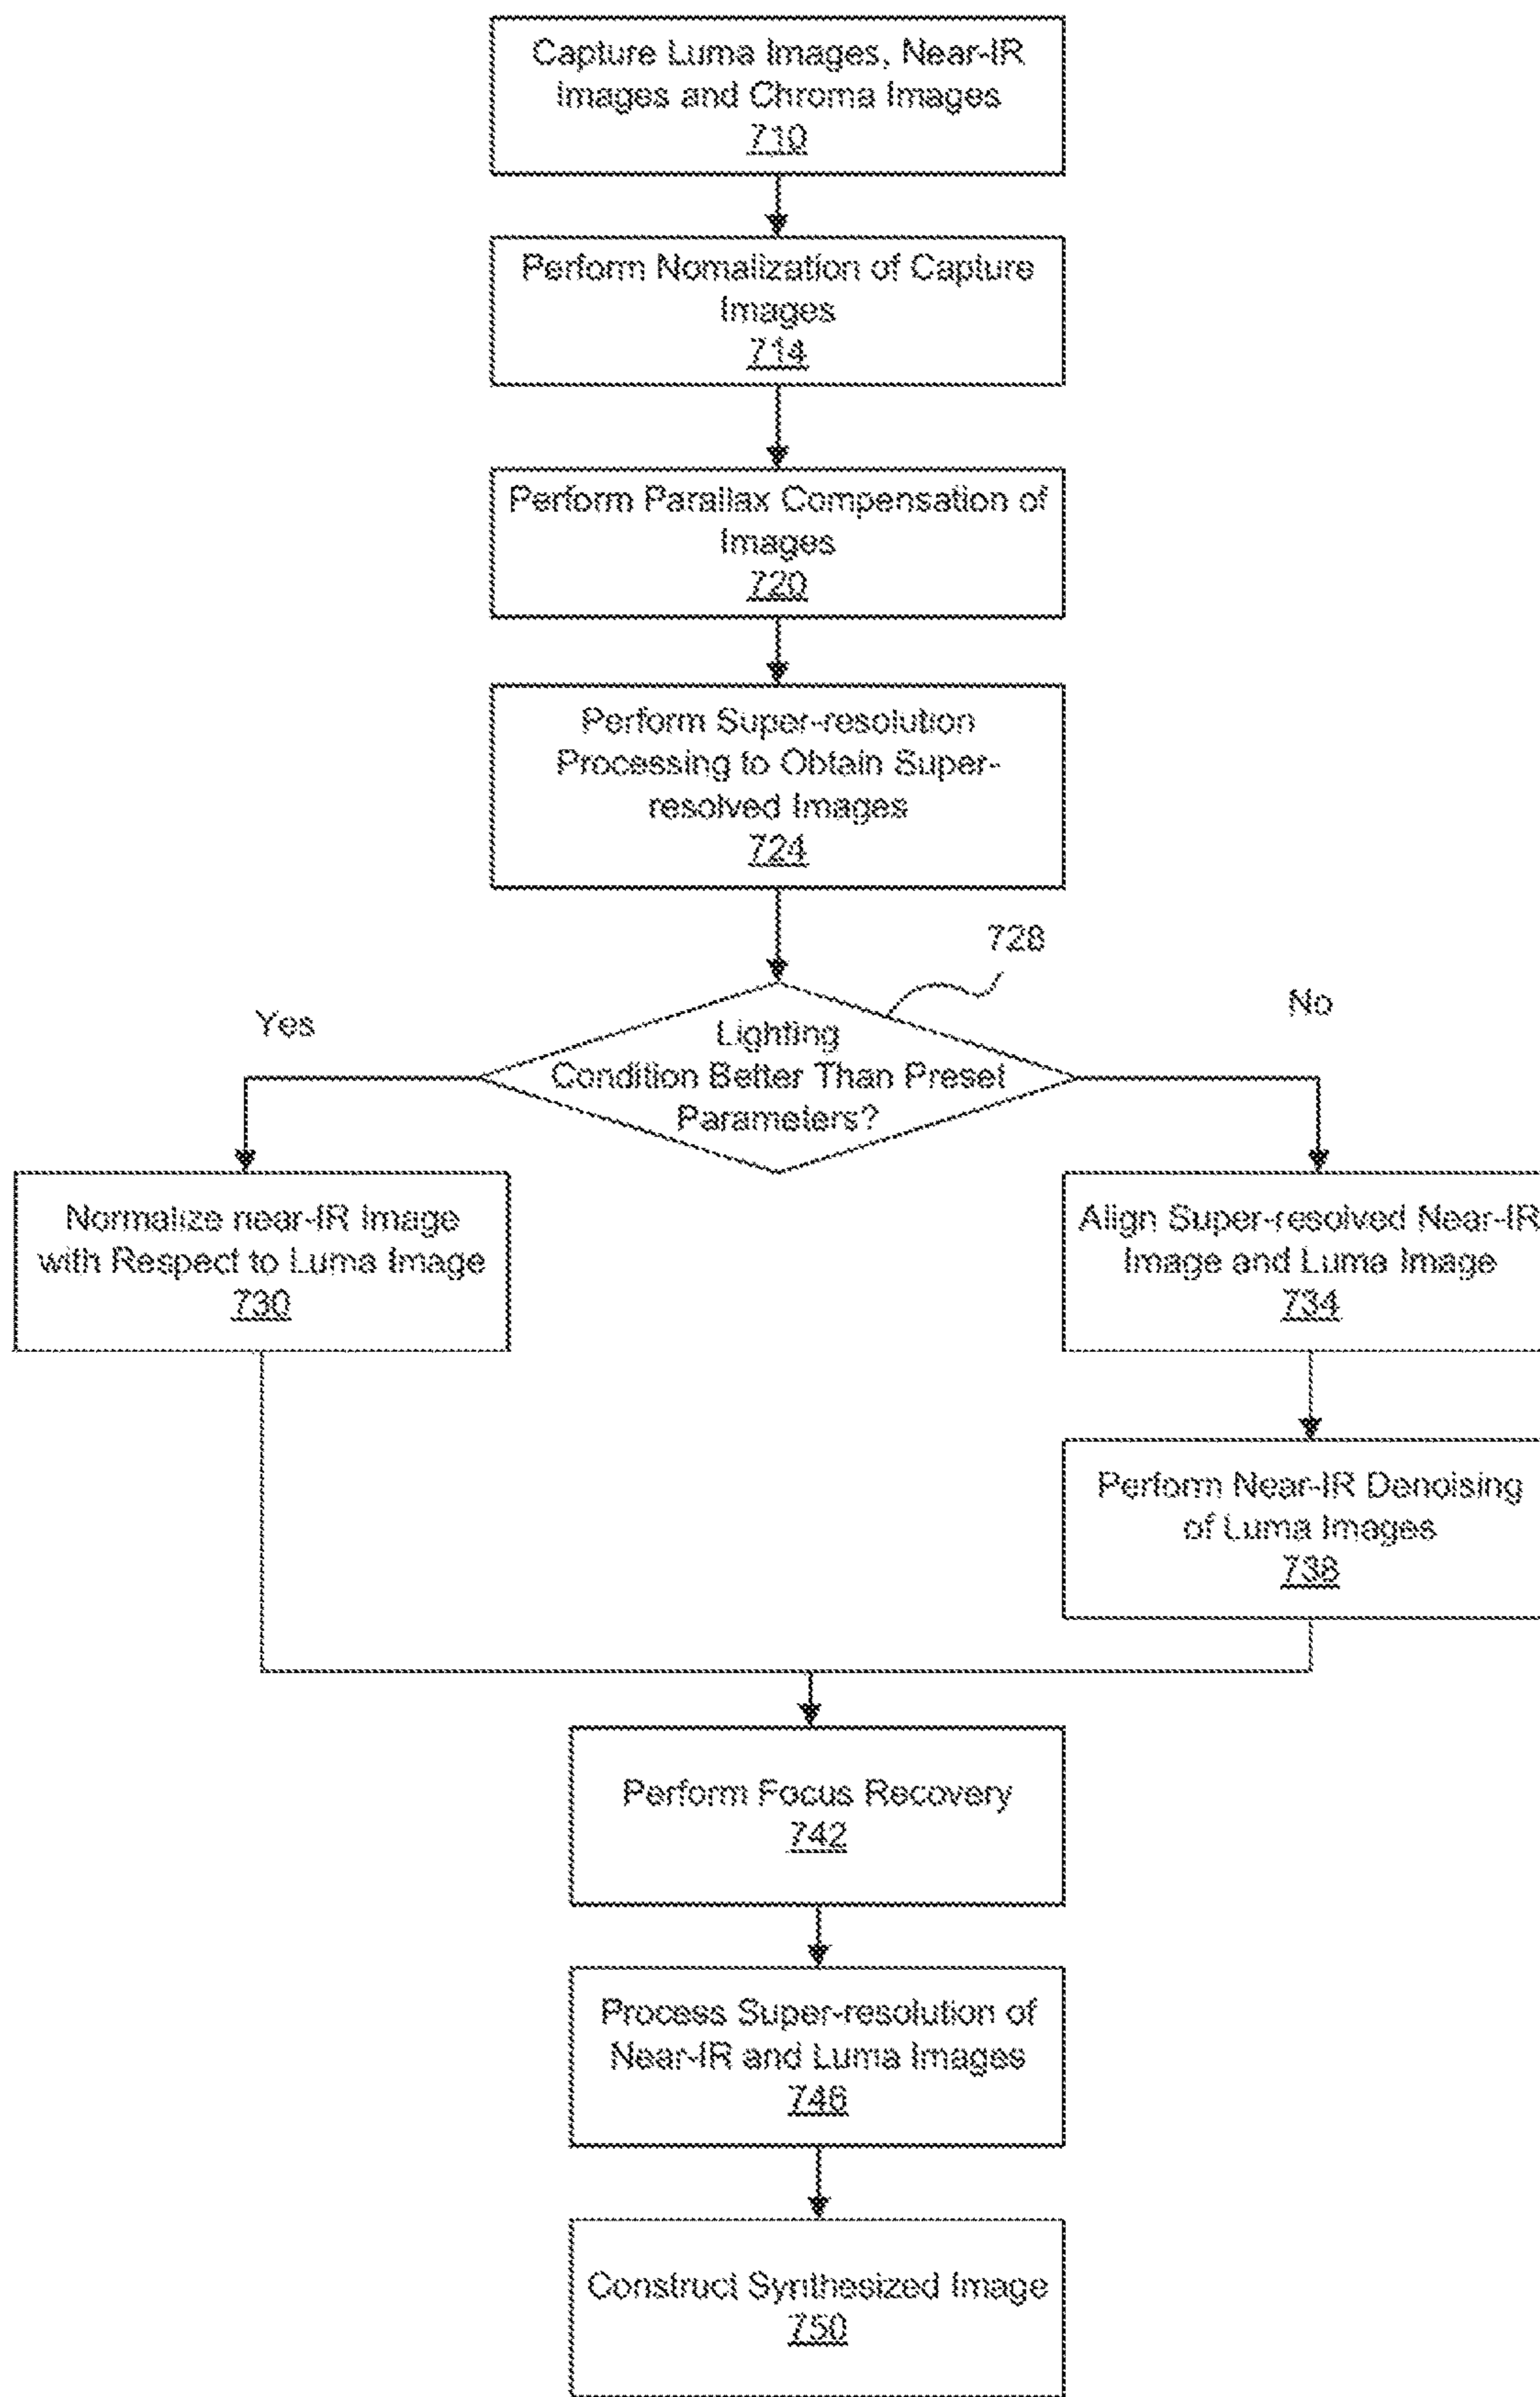 Capture Luma Images, Near-IR
Images and Chroma Images
710
Perform Nomalization of Capture
Images
714
Perform Parallax Compensation of
Images
720
Perform Super-resolution
Processing to Obtain Super-
resolved Images
724
728
Yes
No
Lighting
Condition Better Than Preset
Parameters?
Normalize near-IR Image
with Respect to Luma Image
730
Align Super-resolved Near-IR
Image and Luma Image
734
Perform Near-IR Denoising
of Luma Images
738
Perform Focus Recovery
742
Process Super-resolution of
Near-IR and Luma Images
746
Construct Synthesized Image
750